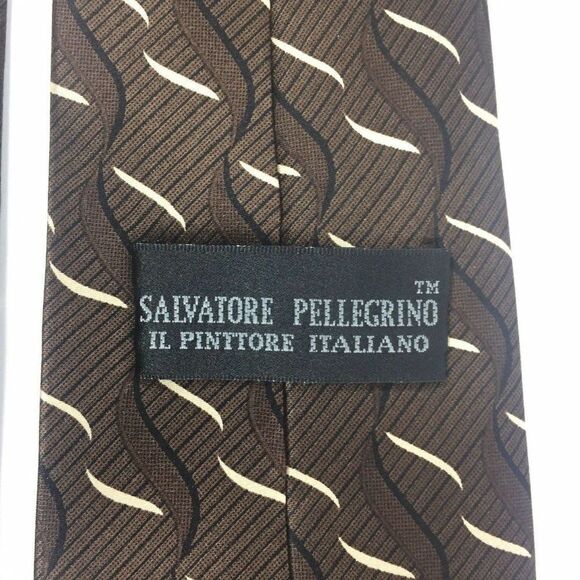 SALVATORE PELLEGRINO™
IL PINTTORE ITALIANO